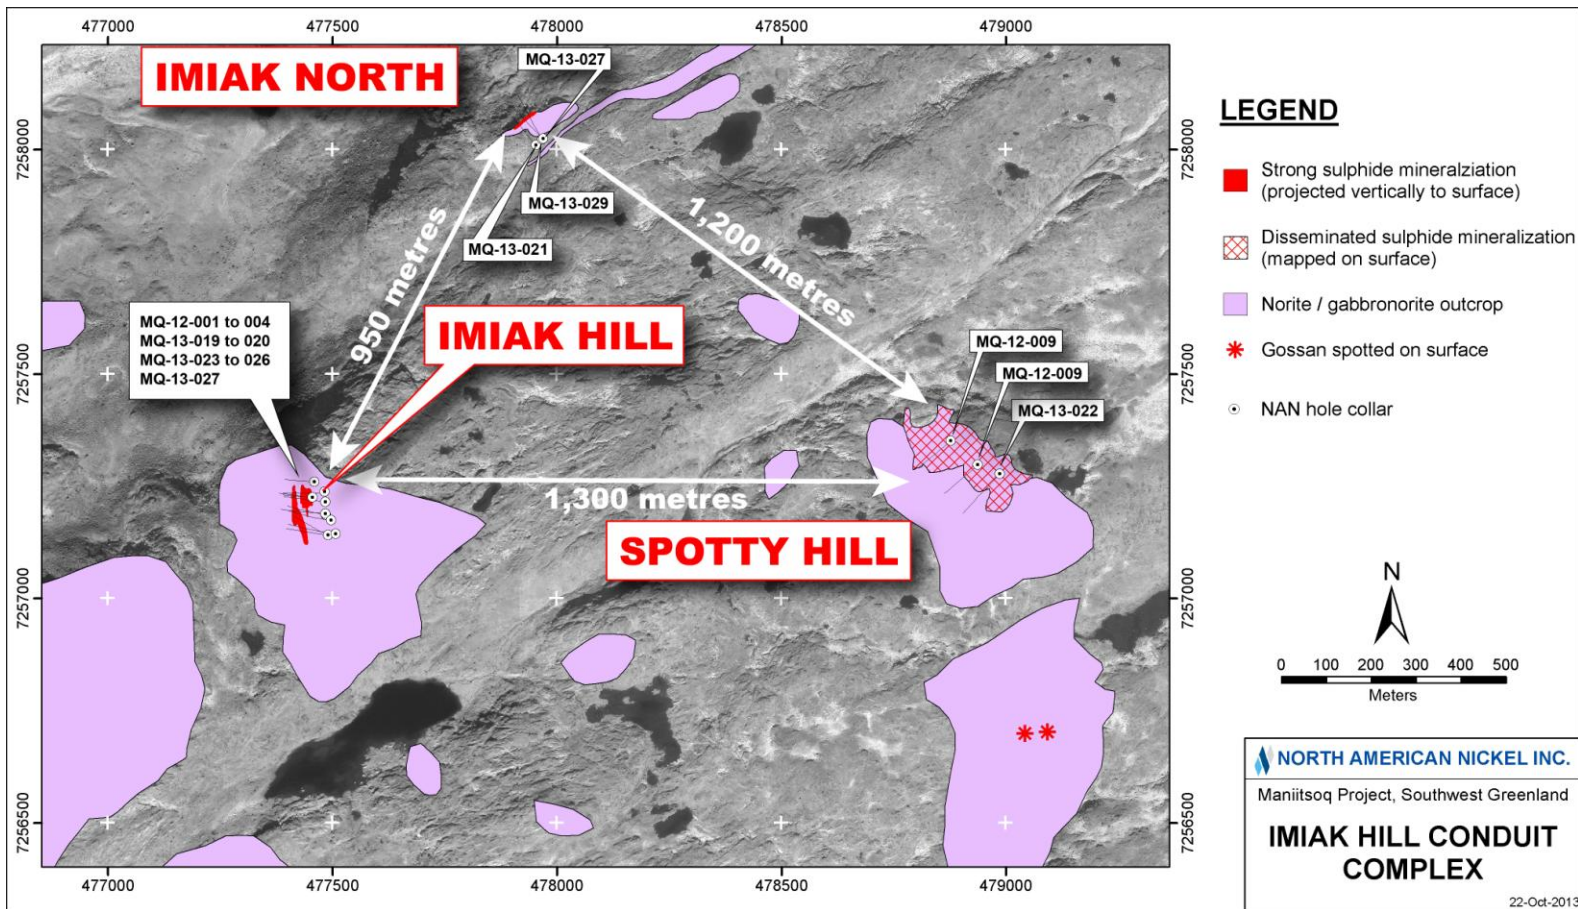 477000
477500
478000
478500
479000
7258000
7257500
7257000
7256500
7258000
7257500
7257000
7256500
IMIAK NORTH
MQ-13-027
MQ-13-029
MQ-13-021
950 metres
1,200 metres
MQ-12-001 to 004
MQ-13-019 to 020
MQ-13-023 to 026
MQ-13-027
IMIAK HILL
MQ-12-009
MQ-12-009
MQ-13-022
1,300 metres
SPOTTY HILL
477000
477500
478000
478500
479000
LEGEND
Strong sulphide mineralziation
(projected vertically to surface)
Disseminated sulphide mineralization
(mapped on surface)
Norite / gabbronorite outcrop
Gossan spotted on surface
NAN hole collar
N
0 100 200 300 400 500
Meters
NORTH AMERICAN NICKEL INC.
Maniitsoq Project, Southwest Greenland
IMIAK HILL CONDUIT
COMPLEX
22-Oct-2013